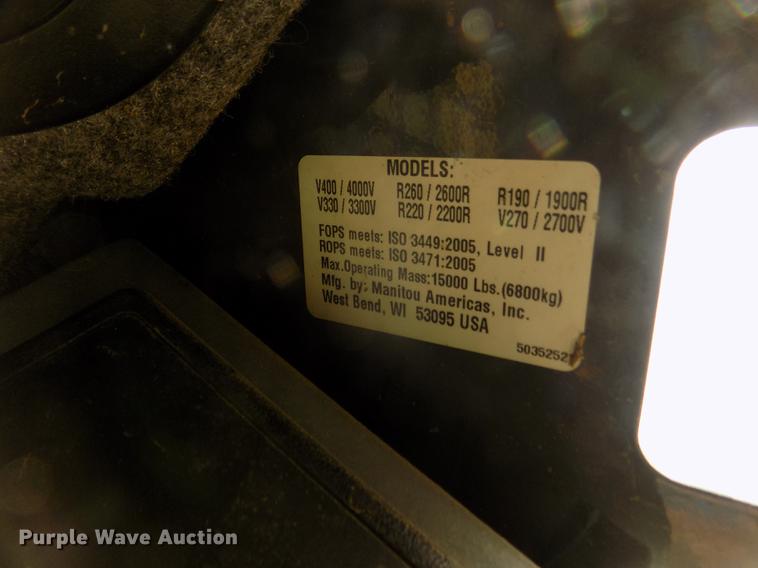 MODELS:
V400 / 4000V R260 / 2600R R190 / 1900R
V330 / 3300V R220 / 2200R V270 / 2700V
FOPS meets: ISO 3449:2005, Level II
ROPS meets: ISO 3471:2005
Max.Operating Mass:15000 Lbs.(6800kg)
Mfg. by: Manitou Americas, Inc.
West Bend, WI 53095 USA
5035252
Purple Wave Auction